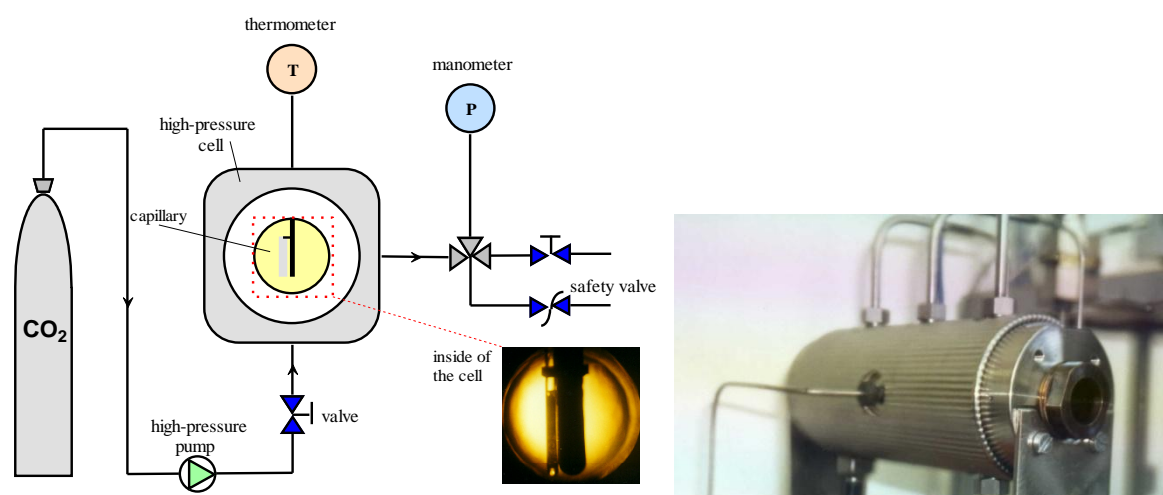 thermometer
T
manometer
P
high-pressure
cell
capillary
CO₂
safety valve
inside of
the cell
valve
high-pressure
pump